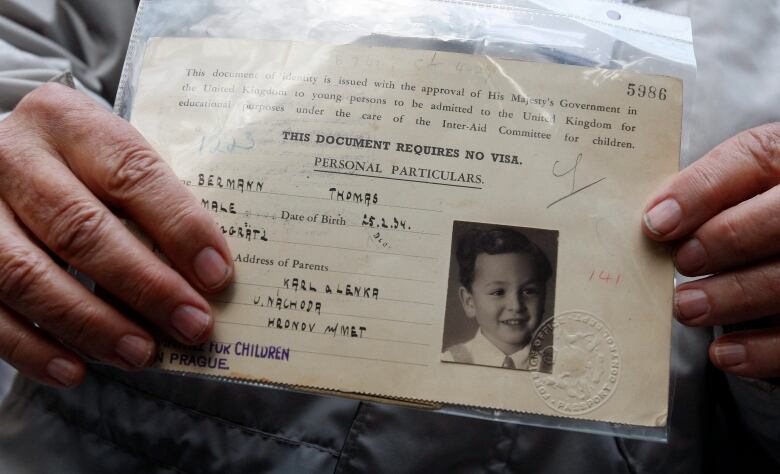 5986
This document of identity is issued with the approval of His Majesty's Government in
the United Kingdom to young persons to be admitted to the United Kingdom for
educational purposes under the care of the Inter-Aid Committee for children.
1223
THIS DOCUMENT REQUIRES NO VISA.
PERSONAL PARTICULARS.
BERMANN THOMAS
MALE Date of Birth 25.2.34.
Address of Parents
KARL a LENKA
U. NACHODA
HRONOV n/MET
141
FOR CHILDREN
PRAGUE.
PASSPORT OFFICE